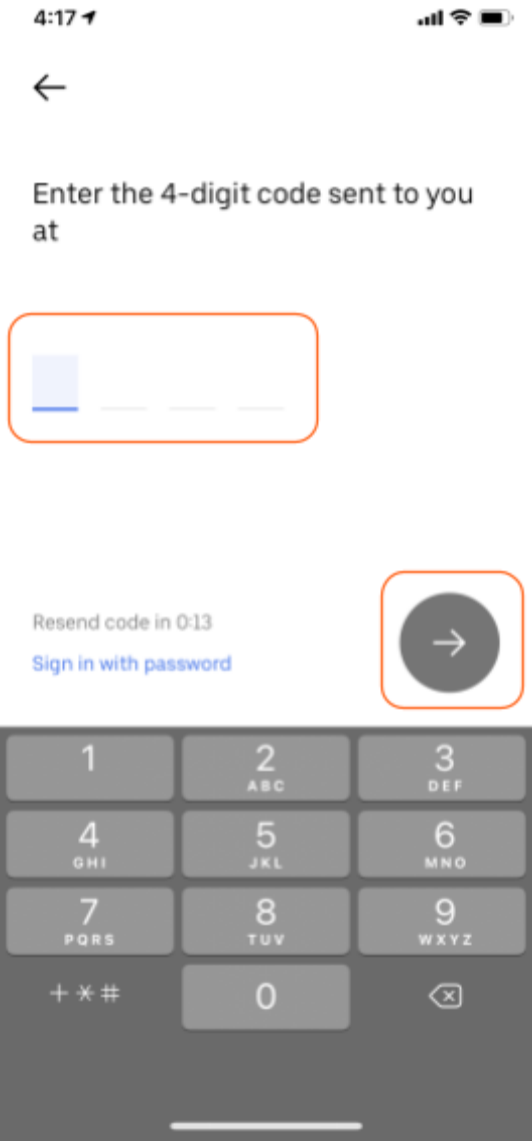 4:17
Enter the 4-digit code sent to you
at
Resend code in 0:13
Sign in with password
1
2
ABC
3
DEF
4
GHI
5
JKL
6
MNO
7
PQRS
8
TUV
9
WXYZ
+*#
0